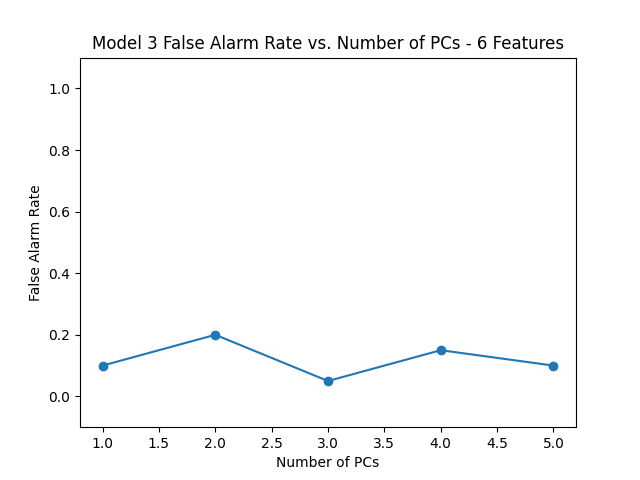 Model 3 False Alarm Rate vs. Number of PCs - 6 Features
1.0
0.8
0.6
0.4
0.2
0.0
False Alarm Rate
1.0 1.5 2.0 2.5 3.0 3.5 4.0 4.5 5.0
Number of PCs